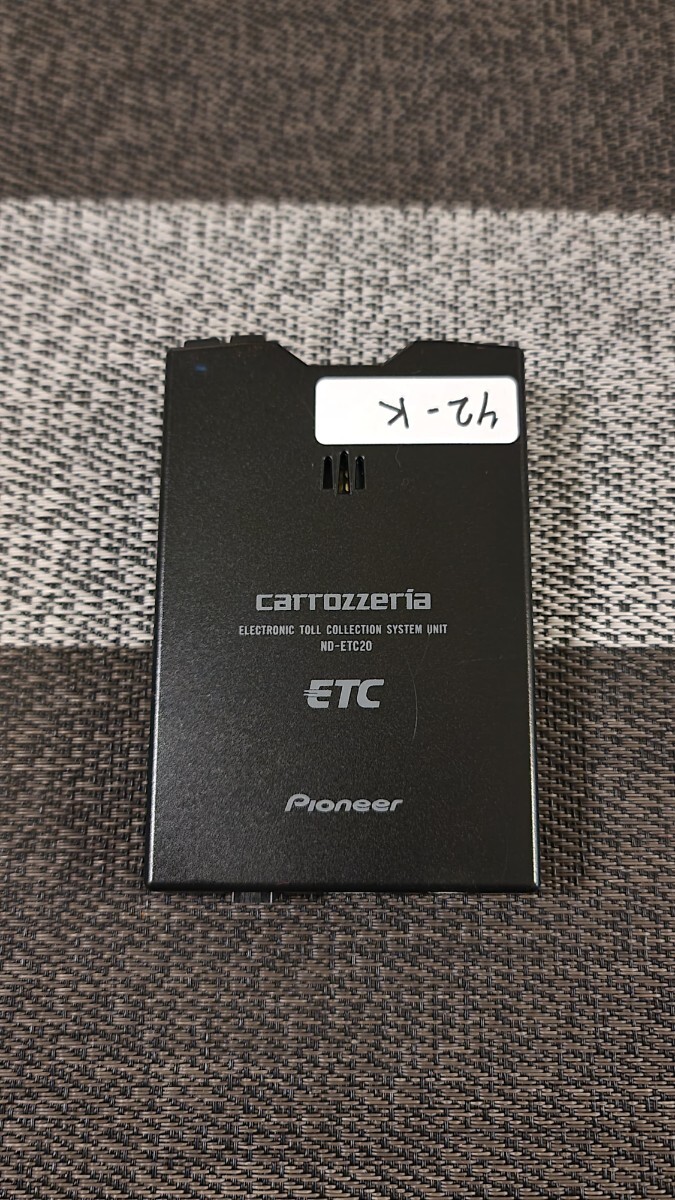 42-K
carrozzeria
ELECTRONIC TOLL COLLECTION SYSTEM UNIT
ND-ETC20
ETC
Pioneer